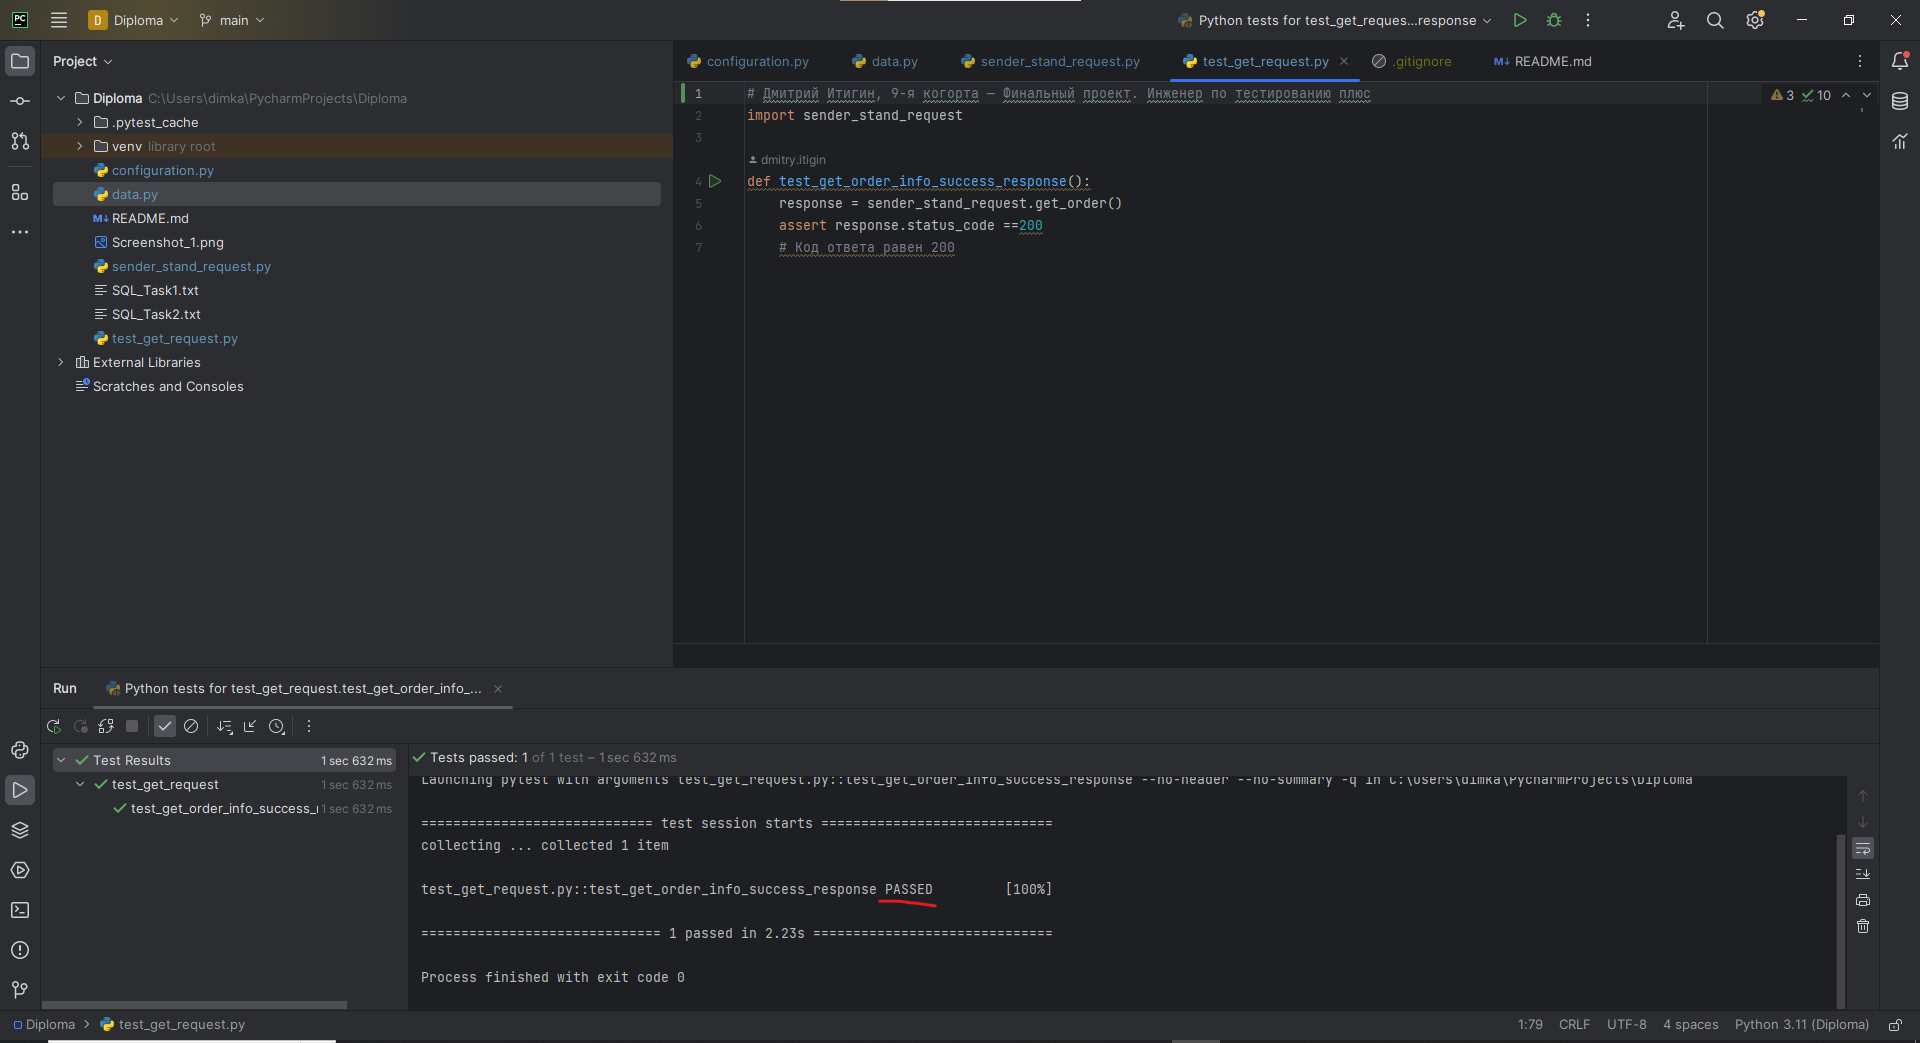 Diploma
main
Python tests for test_get_reques...response
Project
configuration.py
data.py
sender_stand_request.py
test_get_request.py
.gitignore
README.md
Diploma C:\Users\dimka\PycharmProjects\Diploma
.pytest_cache
venv library root
configuration.py
data.py
README.md
Screenshot_1.png
sender_stand_request.py
SQL_Task1.txt
SQL_Task2.txt
test_get_request.py
External Libraries
Scratches and Consoles
3 10
1 # Дмитрий Итигин, 9-я когорта — Финальный проект. Инженер по тестированию плюс
2 import sender_stand_request
3
dmitry.itigin
4 def test_get_order_info_success_response():
5 response = sender_stand_request.get_order()
6 assert response.status_code ==200
7 # Код ответа равен 200
Run
Python tests for test_get_request.test_get_order_info_...
Test Results 1 sec 632 ms
test_get_request 1 sec 632 ms
test_get_order_info_success_ 1 sec 632 ms
Tests passed: 1 of 1 test – 1 sec 632 ms
Launching pytest with arguments test_get_request.py::test_get_order_info_success_response --no-header --no-summary -q in C:\Users\dimka\PycharmProjects\Diploma
============================= test session starts =============================
collecting ... collected 1 item
test_get_request.py::test_get_order_info_success_response PASSED [100%]
============================== 1 passed in 2.23s ==============================
Process finished with exit code 0
Diploma > test_get_request.py
1:79 CRLF UTF-8 4 spaces Python 3.11 (Diploma)